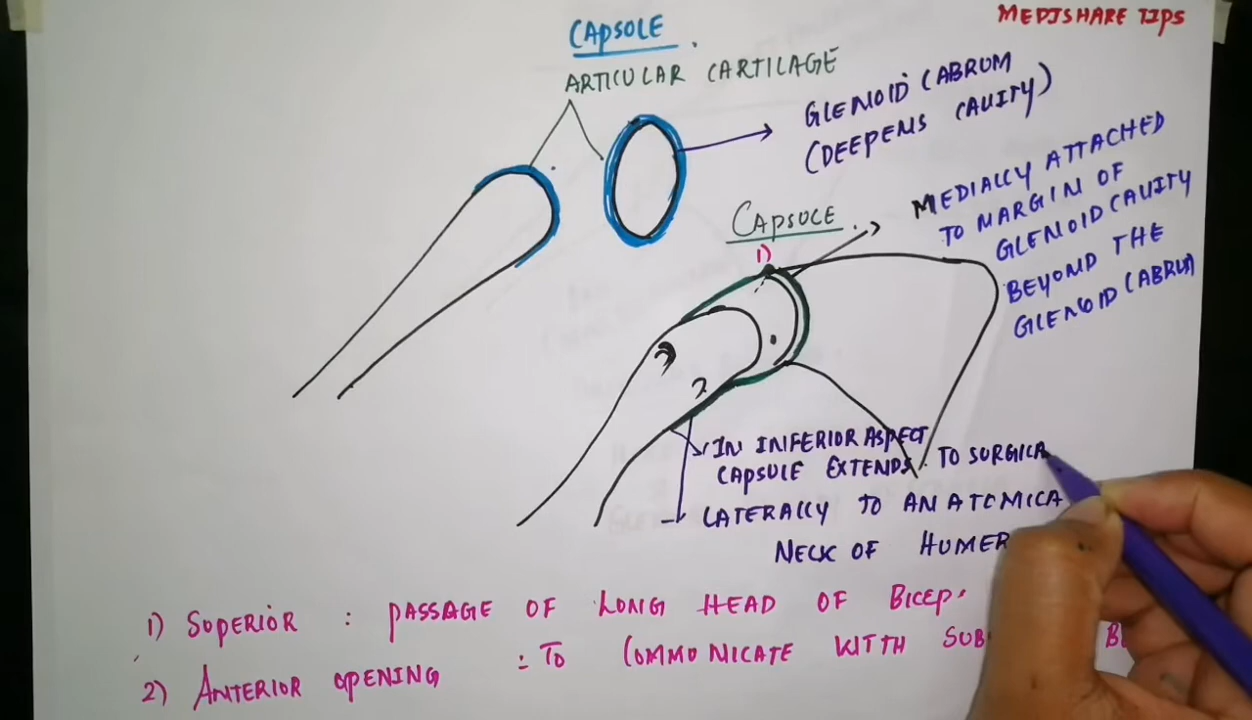 MEDISHARE TIPS
CAPSOLE
ARTICULAR CARTILAGE
GLENOID LABRUM
(DEEPENS CAVITY)
MEDIALLY ATTACHED
TO MARGIN OF
GLENOID CAVITY
BEYOND THE
GLENOID LABRUM
CAPSULE
1)
2
IN INFERIOR ASPECT
CAPSULE EXTENDS TO SURGICA
LATERALLY TO ANATOMICA
NECK OF HUMER
1) SUPERIOR : PASSAGE OF LONG HEAD OF BICEP.
2) ANTERIOR OPENING : TO COMMUNICATE WITTH SUB B